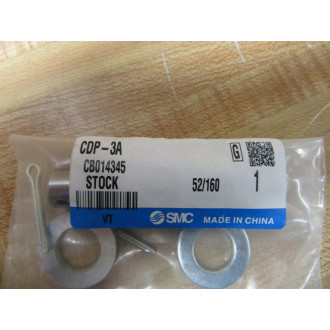 CDP-3A
G
CB014345
STOCK
52/160
1
VT
SMC
MADE IN CHINA